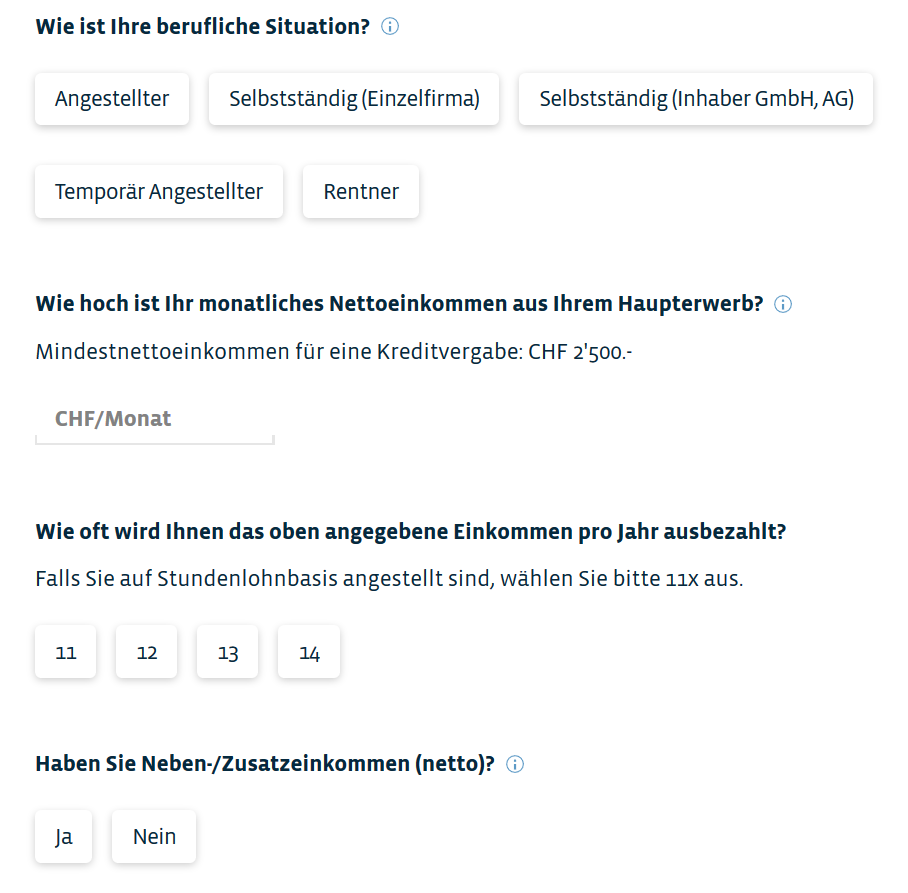 Wie ist Ihre berufliche Situation?
Angestellter
Selbstständig (Einzelfirma)
Selbstständig (Inhaber GmbH, AG)
Temporär Angestellter
Rentner
Wie hoch ist Ihr monatliches Nettoeinkommen aus Ihrem Haupterwerb?
Mindestnettoeinkommen für eine Kreditvergabe: CHF 2'500.-
CHF/Monat
Wie oft wird Ihnen das oben angegebene Einkommen pro Jahr ausbezahlt?
Falls Sie auf Stundenlohnbasis angestellt sind, wählen Sie bitte 11x aus.
11
12
13
14
Haben Sie Neben-/Zusatzeinkommen (netto)?
Ja
Nein